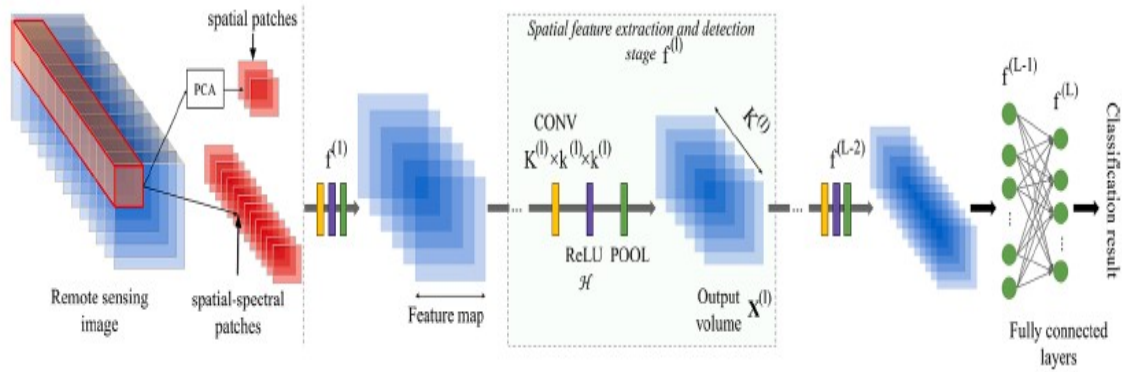 spatial patches
PCA
Remote sensing
image
spatial-spectral
patches
f(1)
Feature map
...
Spatial feature extraction and detection
stage f(l)
CONV
K(l)×k(l)×k(l)
ReLU POOL
ℋ
K(l)
Output
volume X(l)
...
f(L-2)
f(L-1)
f(L)
Fully connected
layers
Classification result